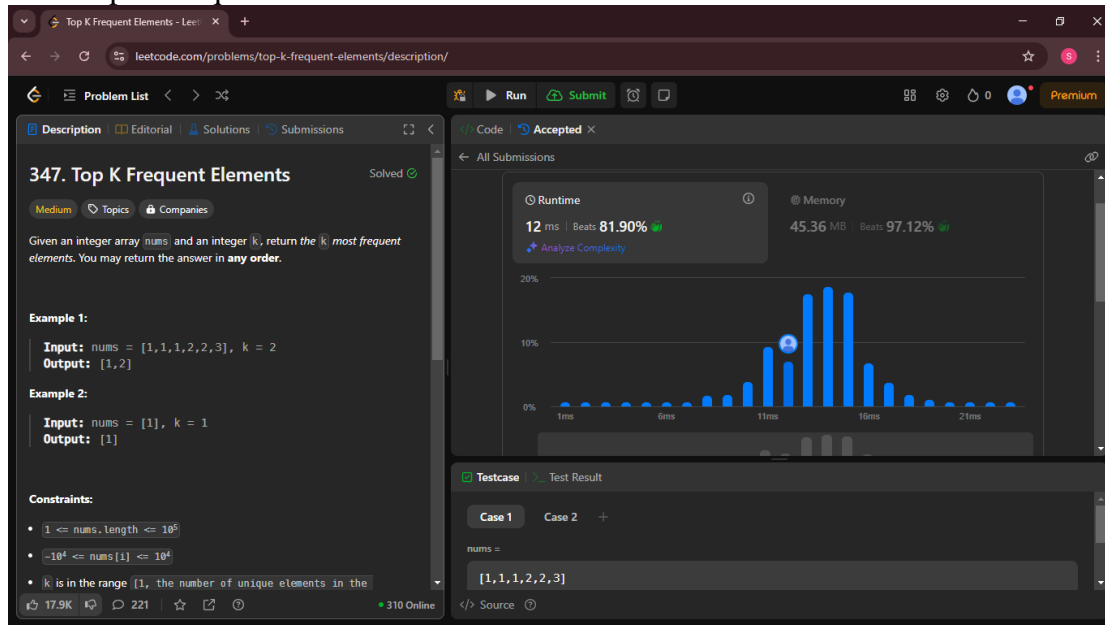 Top K Frequent Elements - Leet
leetcode.com/problems/top-k-frequent-elements/description/
S
Problem List
Run
Submit
0
Premium
Description
Editorial
Solutions
Submissions
Code
Accepted
All Submissions
347. Top K Frequent Elements
Solved
Medium
Topics
Companies
Given an integer array nums and an integer k, return the k most frequent
elements. You may return the answer in any order.
Example 1:
Input: nums = [1,1,1,2,2,3], k = 2
Output: [1,2]
Example 2:
Input: nums = [1], k = 1
Output: [1]
Constraints:
• 1 <= nums.length <= 10⁵
• -10⁴ <= nums[i] <= 10⁴
• k is in the range [1, the number of unique elements in the
17.9K
221
310 Online
Runtime
12 ms | Beats 81.90%
Analyze Complexity
Memory
45.36 MB | Beats 97.12%
20%
10%
0%
1ms 6ms 11ms 16ms 21ms
Testcase
>_ Test Result
Case 1
Case 2
+
nums =
[1,1,1,2,2,3]
</> Source